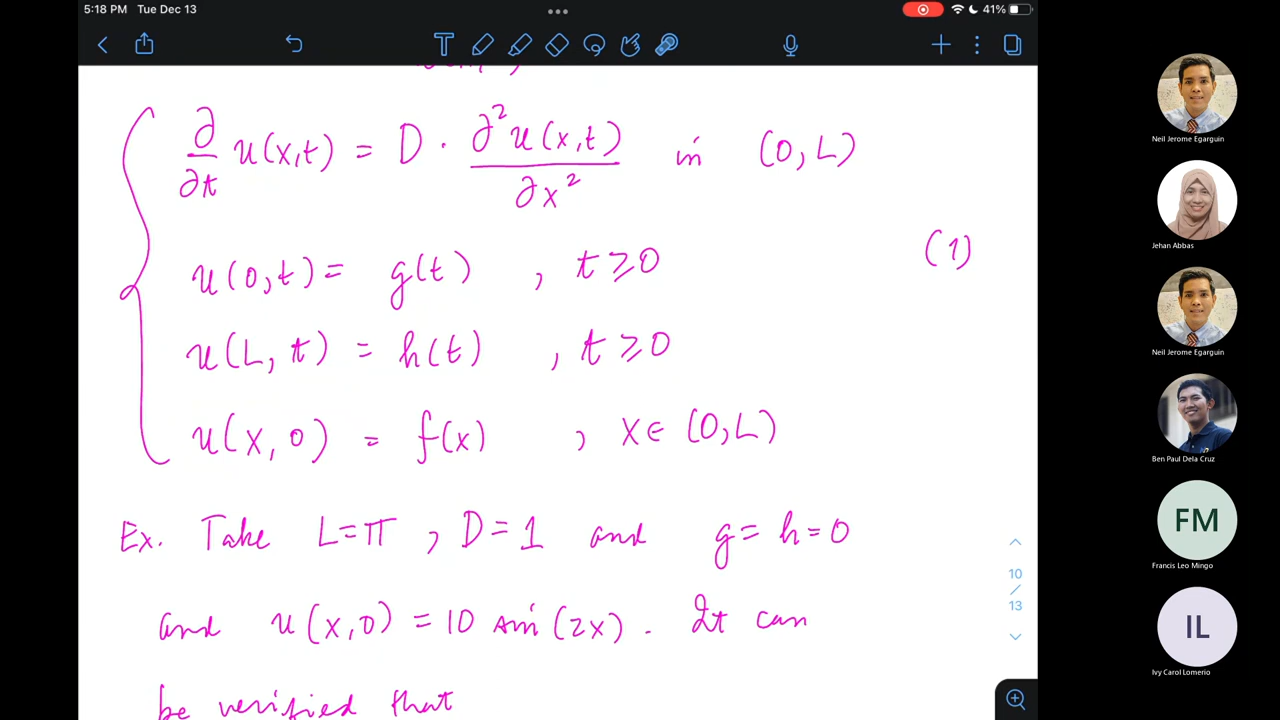 5:18 PM Tue Dec 13
41%
∂/∂t u(x,t) = D · ∂²u(x,t)/∂x² in (0,L)
u(0,t) = g(t) , t ≥ 0
(1)
u(L,t) = h(t) , t ≥ 0
u(x,0) = f(x) , x ∈ (0,L)
Ex. Take L=π , D=1 and g=h=0
and u(x,0) = 10 sin(2x). It can
be verified that
10
/
13
Neil Jerome Egarguin
Jehan Abbas
Neil Jerome Egarguin
Ben Paul Dela Cruz
FM
Francis Leo Mingo
IL
Ivy Carol Lomerio